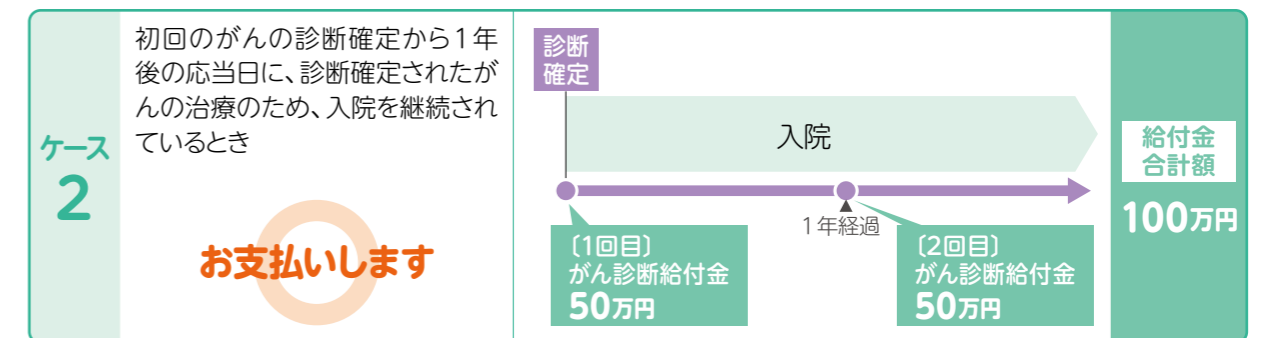 ケース
2
初回のがんの診断確定から1年
後の応当日に、診断確定されたが
んの治療のため、入院を継続され
ているとき
お支払いします
診断
確定
入院
1年経過
〔1回目〕
がん診断給付金
50万円
〔2回目〕
がん診断給付金
50万円
給付金
合計額
100万円